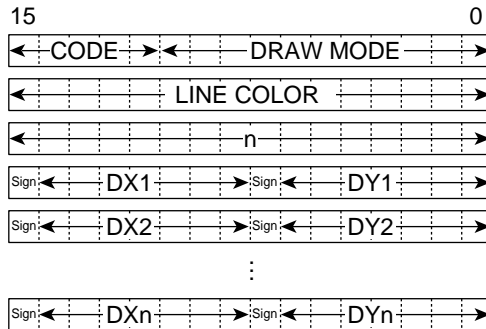 15 0
CODE DRAW MODE
LINE COLOR
n
Sign DX1 Sign DY1
Sign DX2 Sign DY2
⋮
Sign DXn Sign DYn